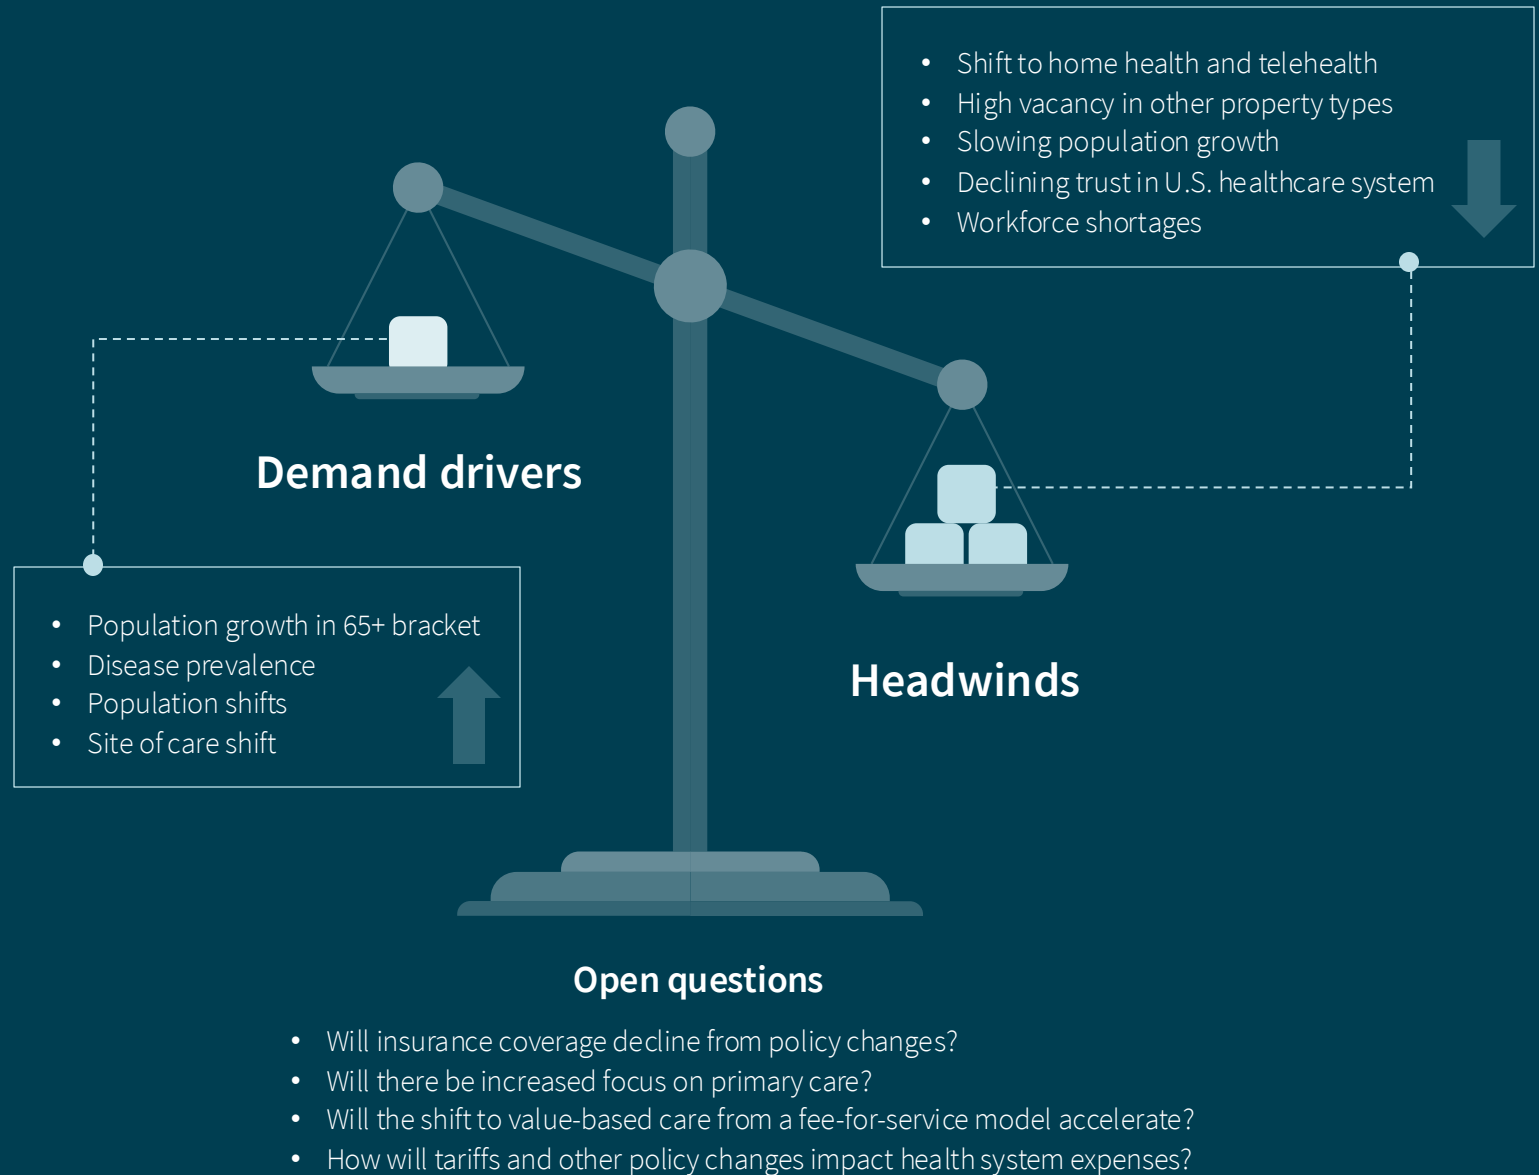 • Shift to home health and telehealth
• High vacancy in other property types
• Slowing population growth
• Declining trust in U.S. healthcare system
• Workforce shortages
Demand drivers
• Population growth in 65+ bracket
• Disease prevalence
• Population shifts
• Site of care shift
Headwinds
Open questions
• Will insurance coverage decline from policy changes?
• Will there be increased focus on primary care?
• Will the shift to value-based care from a fee-for-service model accelerate?
• How will tariffs and other policy changes impact health system expenses?